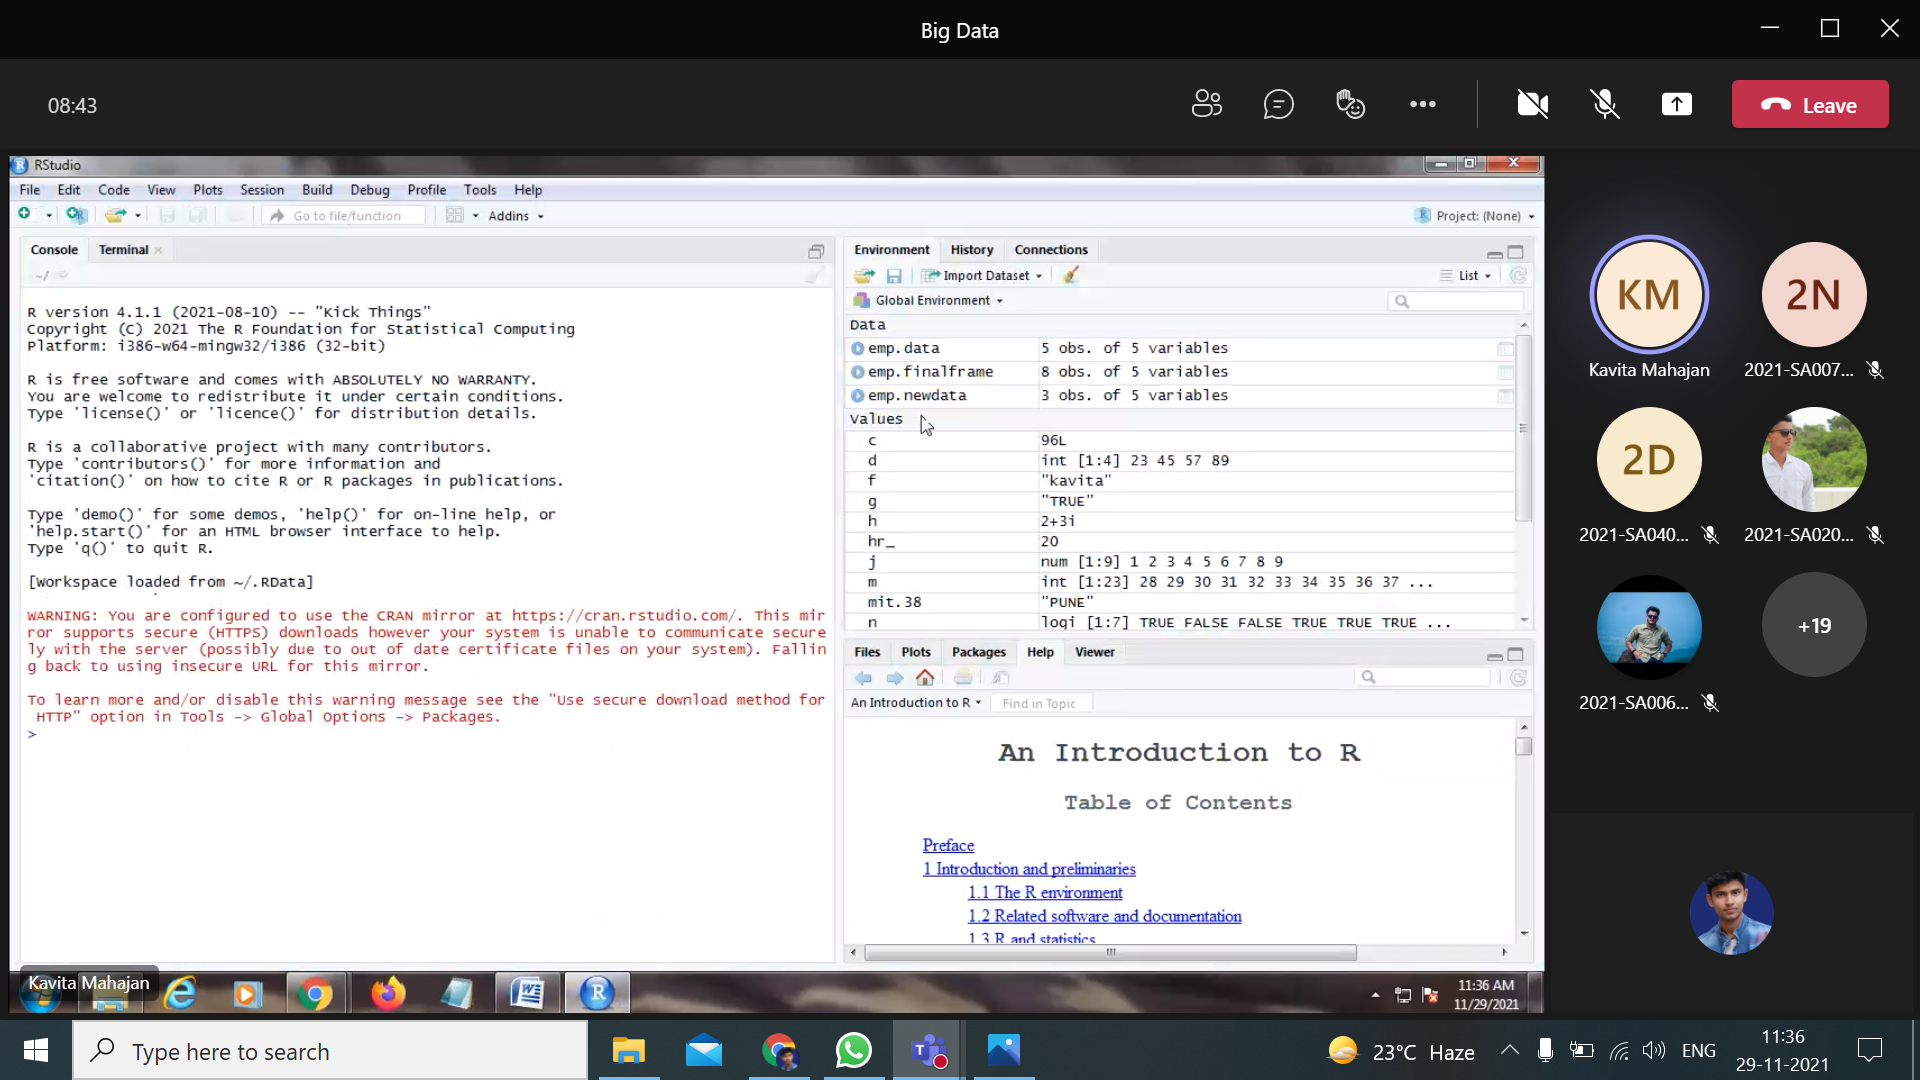 Big Data
08:43
Leave
RStudio
File Edit Code View Plots Session Build Debug Profile Tools Help
Go to file/function
Addins
Project: (None)
Console Terminal
~/
R version 4.1.1 (2021-08-10) -- "Kick Things"
Copyright (C) 2021 The R Foundation for Statistical Computing
Platform: i386-w64-mingw32/i386 (32-bit)
R is free software and comes with ABSOLUTELY NO WARRANTY.
You are welcome to redistribute it under certain conditions.
Type 'license()' or 'licence()' for distribution details.
R is a collaborative project with many contributors.
Type 'contributors()' for more information and
'citation()' on how to cite R or R packages in publications.
Type 'demo()' for some demos, 'help()' for on-line help, or
'help.start()' for an HTML browser interface to help.
Type 'q()' to quit R.
[Workspace loaded from ~/.RData]
WARNING: You are configured to use the CRAN mirror at https://cran.rstudio.com/. This mir
ror supports secure (HTTPS) downloads however your system is unable to communicate secure
ly with the server (possibly due to out of date certificate files on your system). Fallin
g back to using insecure URL for this mirror.
To learn more and/or disable this warning message see the "Use secure download method for
HTTP" option in Tools -> Global Options -> Packages.
>
Environment History Connections
Import Dataset
List
Global Environment
Data
emp.data 5 obs. of 5 variables
emp.finalframe 8 obs. of 5 variables
emp.newdata 3 obs. of 5 variables
Values
c 96L
d int [1:4] 23 45 57 89
f "kavita"
g "TRUE"
h 2+3i
hr_ 20
j num [1:9] 1 2 3 4 5 6 7 8 9
m int [1:23] 28 29 30 31 32 33 34 35 36 37 ...
mit.38 "PUNE"
n logi [1:7] TRUE FALSE FALSE TRUE TRUE TRUE ...
Files Plots Packages Help Viewer
An Introduction to R
Find in Topic
An Introduction to R
Table of Contents
Preface
1 Introduction and preliminaries
1.1 The R environment
1.2 Related software and documentation
1.3 R and statistics
KM
Kavita Mahajan
2N
2021-SA007...
2D
2021-SA040...
2021-SA020...
2021-SA006...
+19
Kavita Mahajan
11:36 AM
11/29/2021
Type here to search
23°C Haze
ENG
11:36
29-11-2021